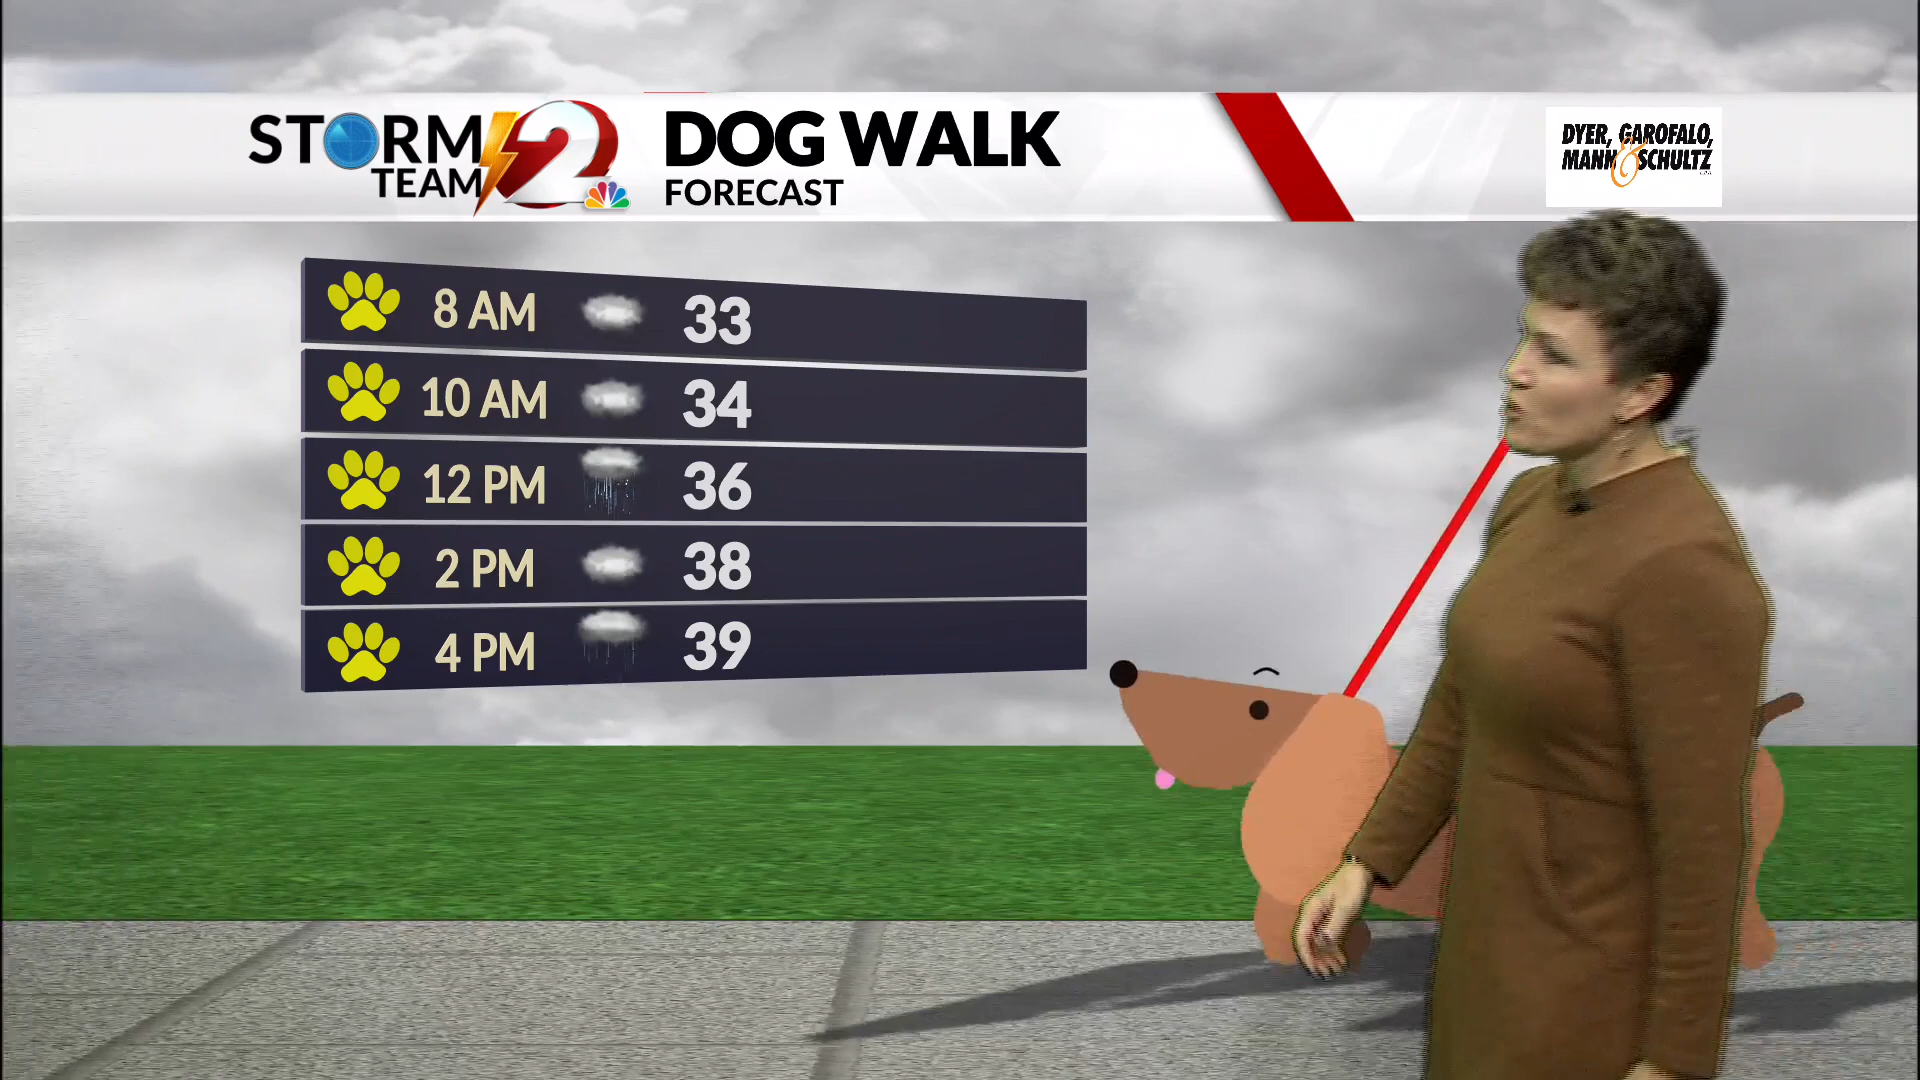 STORM TEAM 2
DOG WALK
FORECAST
DYER, GAROFALO,
MANN & SCHULTZ
8 AM 33
10 AM 34
12 PM 36
2 PM 38
4 PM 39